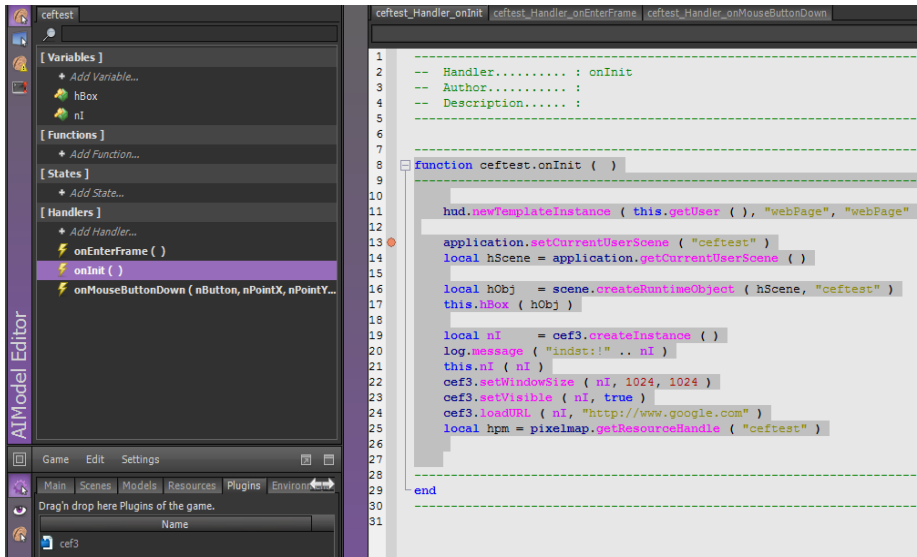 ceftest
[ Variables ]
+ Add Variable...
hBox
nI
[ Functions ]
+ Add Function...
[ States ]
+ Add State...
[ Handlers ]
+ Add Handler...
onEnterFrame ( )
onInit ( )
onMouseButtonDown ( nButton, nPointX, nPointY...
AIModel Editor
Game Edit Settings
Main Scenes Models Resources Plugins
Drag'n drop here Plugins of the game.
Name
cef3
ceftest_Handler_onInit ceftest_Handler_onEnterFrame ceftest_Handler_onMouseButtonDown
1 --------------------------------------------------------------------------------
2 -- Handler.......... : onInit
3 -- Author........... :
4 -- Description...... :
5 --------------------------------------------------------------------------------
6
7 --------------------------------------------------------------------------------
8 function ceftest.onInit ( )
9 --------------------------------------------------------------------------------
10
11 hud.newTemplateInstance ( this.getUser ( ), "webPage", "webPage"
12
13 application.setCurrentUserScene ( "ceftest" )
14 local hScene = application.getCurrentUserScene ( )
15
16 local hObj = scene.createRuntimeObject ( hScene, "ceftest" )
17 this.hBox ( hObj )
18
19 local nI = cef3.createInstance ( )
20 log.message ( "indst:!" .. nI )
21 this.nI ( nI )
22 cef3.setWindowSize ( nI, 1024, 1024 )
23 cef3.setVisible ( nI, true )
24 cef3.loadURL ( nI, "http://www.google.com" )
25 local hpm = pixelmap.getResourceHandle ( "ceftest" )
26
27
28 --------------------------------------------------------------------------------
29 end
30 --------------------------------------------------------------------------------
31